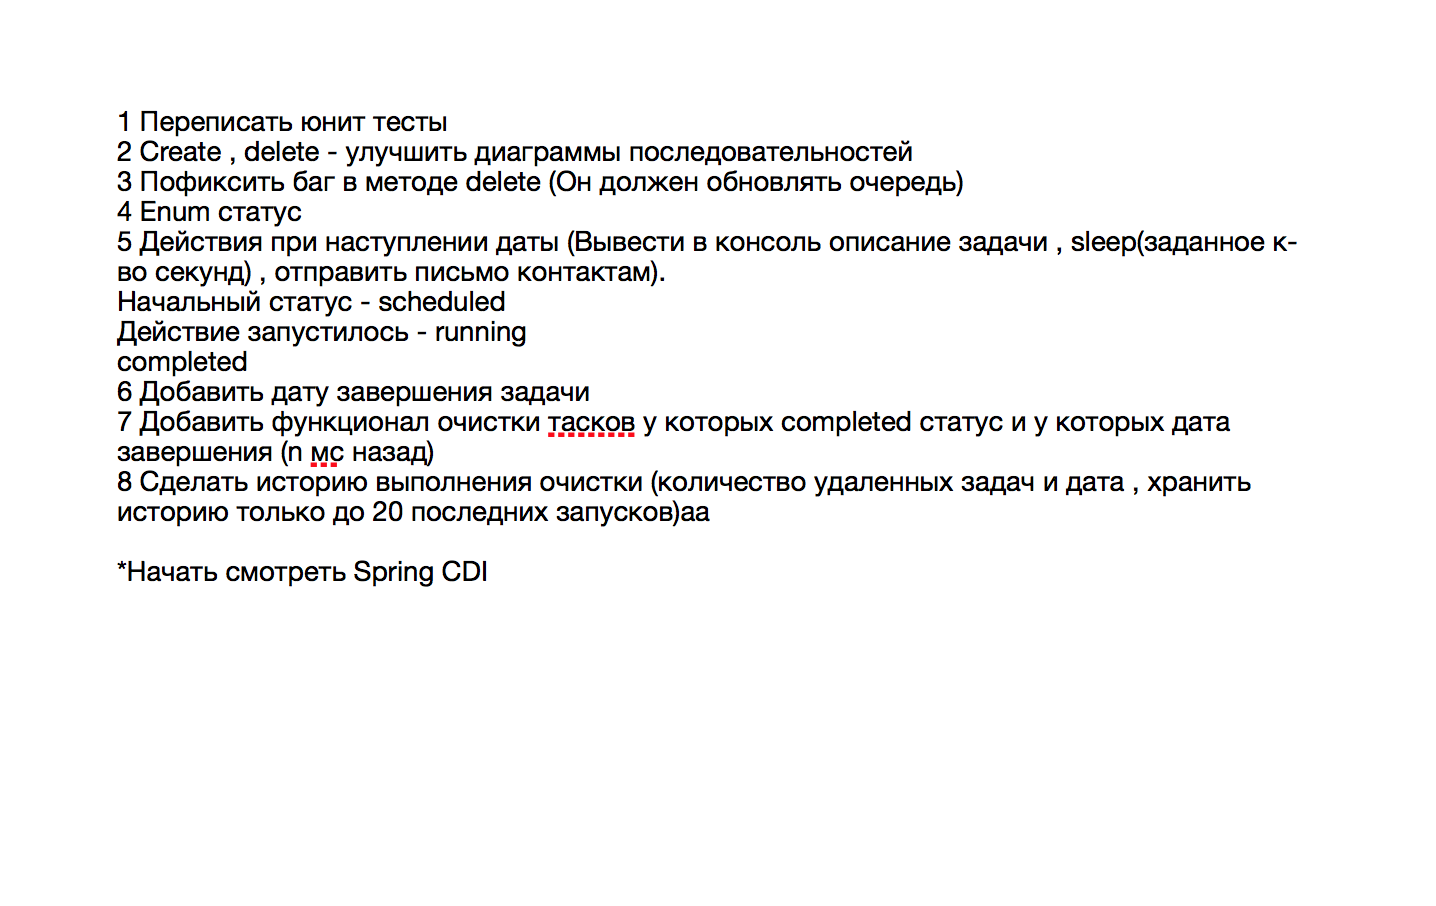 1 Переписать юнит тесты
2 Create , delete - улучшить диаграммы последовательностей
3 Пофиксить баг в методе delete (Он должен обновлять очередь)
4 Enum статус
5 Действия при наступлении даты (Вывести в консоль описание задачи , sleep(заданное к-
во секунд) , отправить письмо контактам).
Начальный статус - scheduled
Действие запустилось - running
completed
6 Добавить дату завершения задачи
7 Добавить функционал очистки тасков у которых completed статус и у которых дата
завершения (n мс назад)
8 Сделать историю выполнения очистки (количество удаленных задач и дата , хранить
историю только до 20 последних запусков)аа
*Начать смотреть Spring CDI